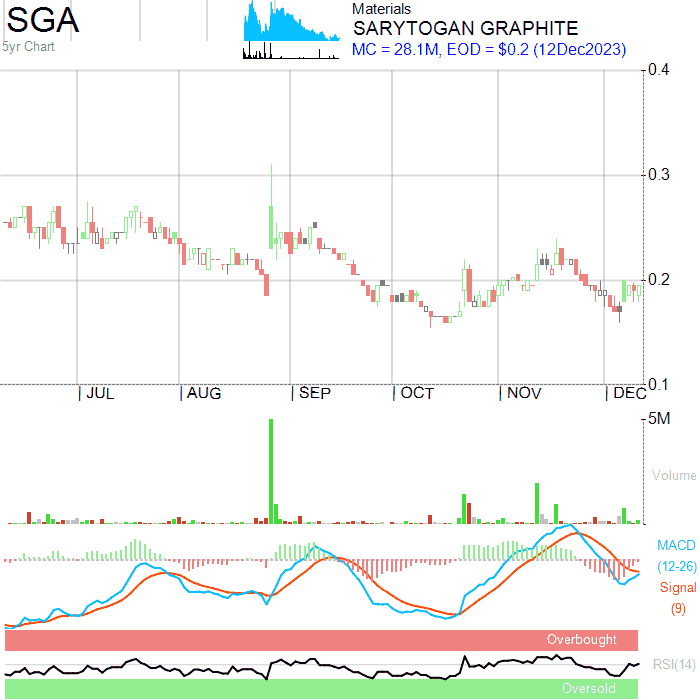 SGA
5yr Chart
Materials
SARYTOGAN GRAPHITE
MC = 28.1M, EOD = $0.2 (12Dec2023)
0.4
0.3
0.2
0.1
JUL AUG SEP OCT NOV DEC
5M
Volume
MACD
(12-26)
Signal
(9)
Overbought
RSI(14)
Oversold